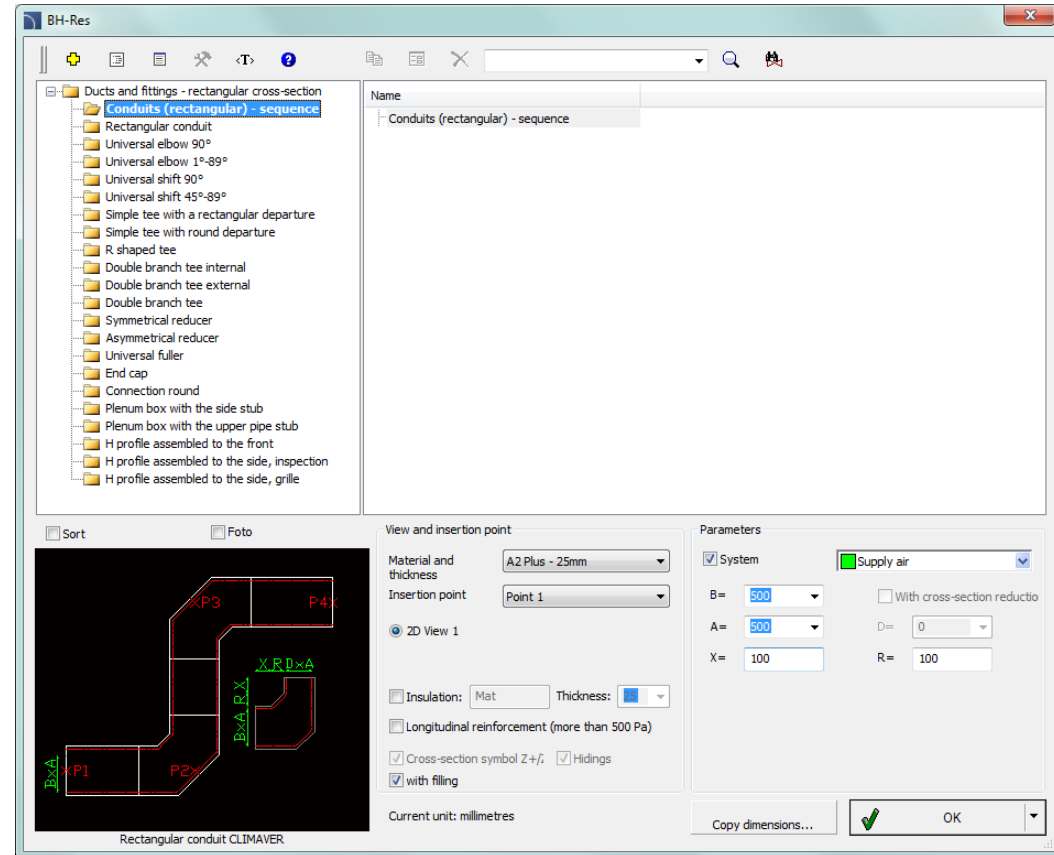 BH-Res
‹T›
Ducts and fittings - rectangular cross-section
Conduits (rectangular) - sequence
Rectangular conduit
Universal elbow 90°
Universal elbow 1°-89°
Universal shift 90°
Universal shift 45°-89°
Simple tee with a rectangular departure
Simple tee with round departure
R shaped tee
Double branch tee internal
Double branch tee external
Double branch tee
Symmetrical reducer
Asymmetrical reducer
Universal fuller
End cap
Connection round
Plenum box with the side stub
Plenum box with the upper pipe stub
H profile assembled to the front
H profile assembled to the side, inspection
H profile assembled to the side, grille
Name
Conduits (rectangular) - sequence
Sort
Foto
XP3
P4X
X,R,DxA
BxA,R,X
BxA
XP1
P2X
Rectangular conduit CLIMAVER
View and insertion point
Material and
thickness
A2 Plus - 25mm
Insertion point
Point 1
2D View 1
Insulation:
Mat
Thickness:
25
Longitudinal reinforcement (more than 500 Pa)
Cross-section symbol Z+/
Hidings
with filling
Current unit: millimetres
Parameters
System
Supply air
B=
500
With cross-section reductio
A=
500
D=
0
X=
100
R=
100
Copy dimensions...
OK